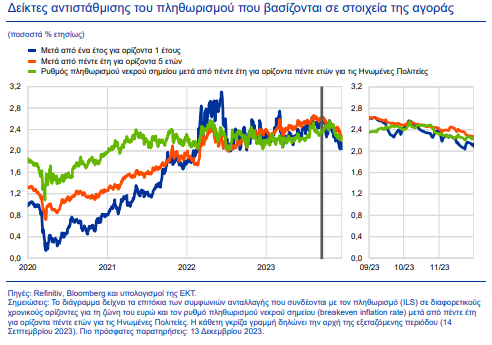 Δείκτες αντιστάθμισης του πληθωρισμού που βασίζονται σε στοιχεία της αγοράς
(ποσοστά % ετησίως)
Μετά από ένα έτος για ορίζοντα 1 έτους
Μετά από πέντε έτη για ορίζοντα 5 ετών
Ρυθμός πληθωρισμού νεκρού σημείου μετά από πέντε έτη για ορίζοντα πέντε ετών για τις Ηνωμένες Πολιτείες
3,2 3,2
2,8 2,8
2,4 2,4
2,0 2,0
1,6 1,6
1,2 1,2
0,8 0,8
0,4 0,4
0,0 0,0
2020 2021 2022 2023 09/23 10/23 11/23
Πηγές: Refinitiv, Bloomberg και υπολογισμοί της ΕΚΤ.
Σημειώσεις: Το διάγραμμα δείχνει τα επιτόκια των συμφωνιών ανταλλαγής που συνδέονται με τον πληθωρισμό (ILS) σε διαφορετικούς
χρονικούς ορίζοντες για τη ζώνη του ευρώ και τον ρυθμό πληθωρισμού νεκρού σημείου (breakeven inflation rate) μετά από πέντε έτη
για ορίζοντα πέντε ετών για τις Ηνωμένες Πολιτείες. Η κάθετη γκρίζα γραμμή δηλώνει την αρχή της εξεταζόμενης περιόδου (14
Σεπτεμβρίου 2023). Πιο πρόσφατες παρατηρήσεις: 13 Δεκεμβρίου 2023.